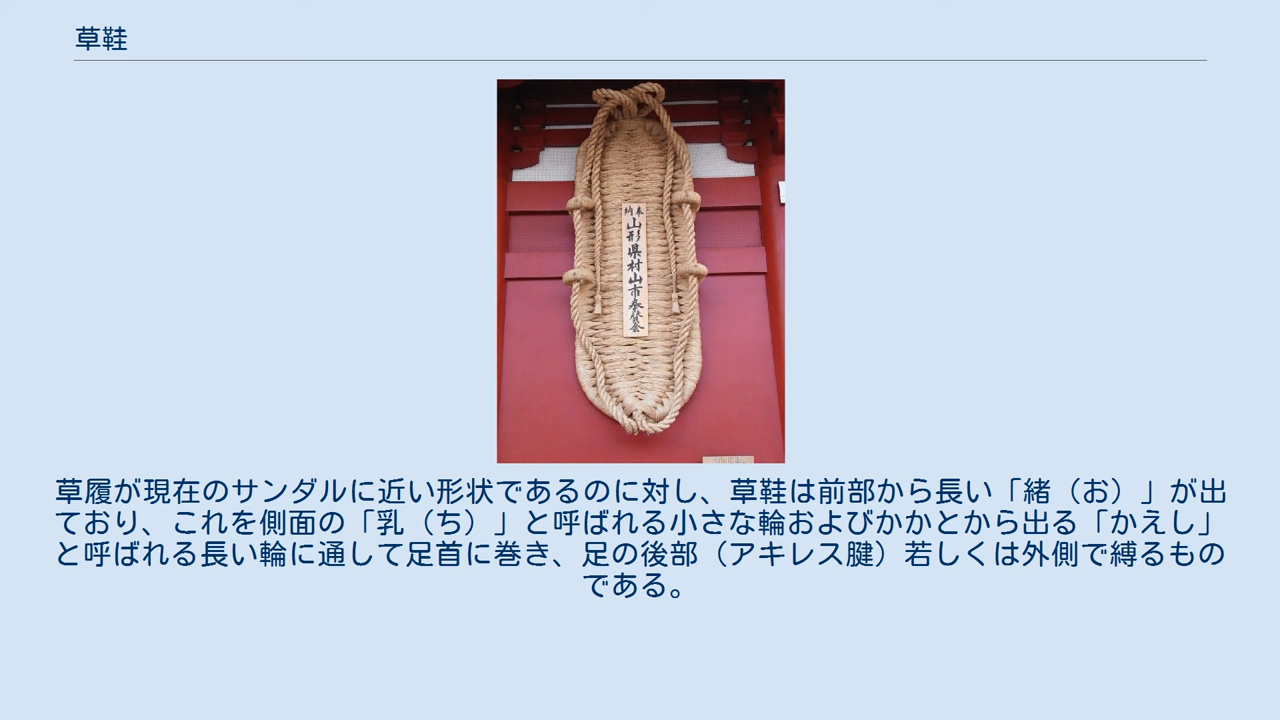 草鞋
奉納
山形県村山市奉賛会
草履が現在のサンダルに近い形状であるのに対し、草鞋は前部から長い「緒（お）」が出
ており、これを側面の「乳（ち）」と呼ばれる小さな輪およびかかとから出る「かえし」
と呼ばれる長い輪に通して足首に巻き、足の後部（アキレス腱）若しくは外側で縛るもの
である。